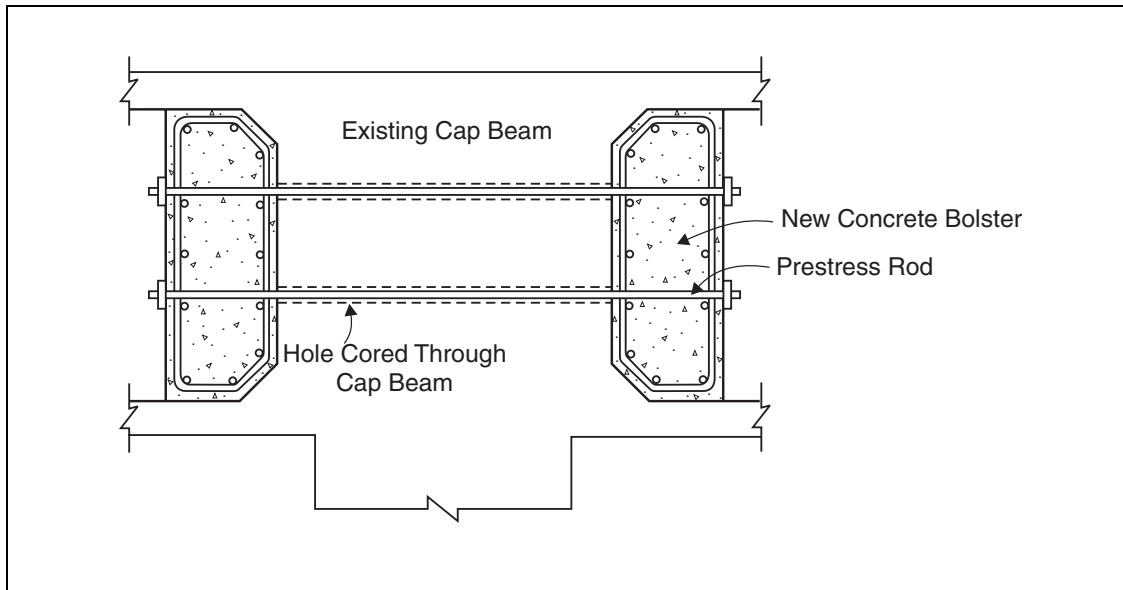 Existing Cap Beam
New Concrete Bolster
Prestress Rod
Hole Cored Through
Cap Beam